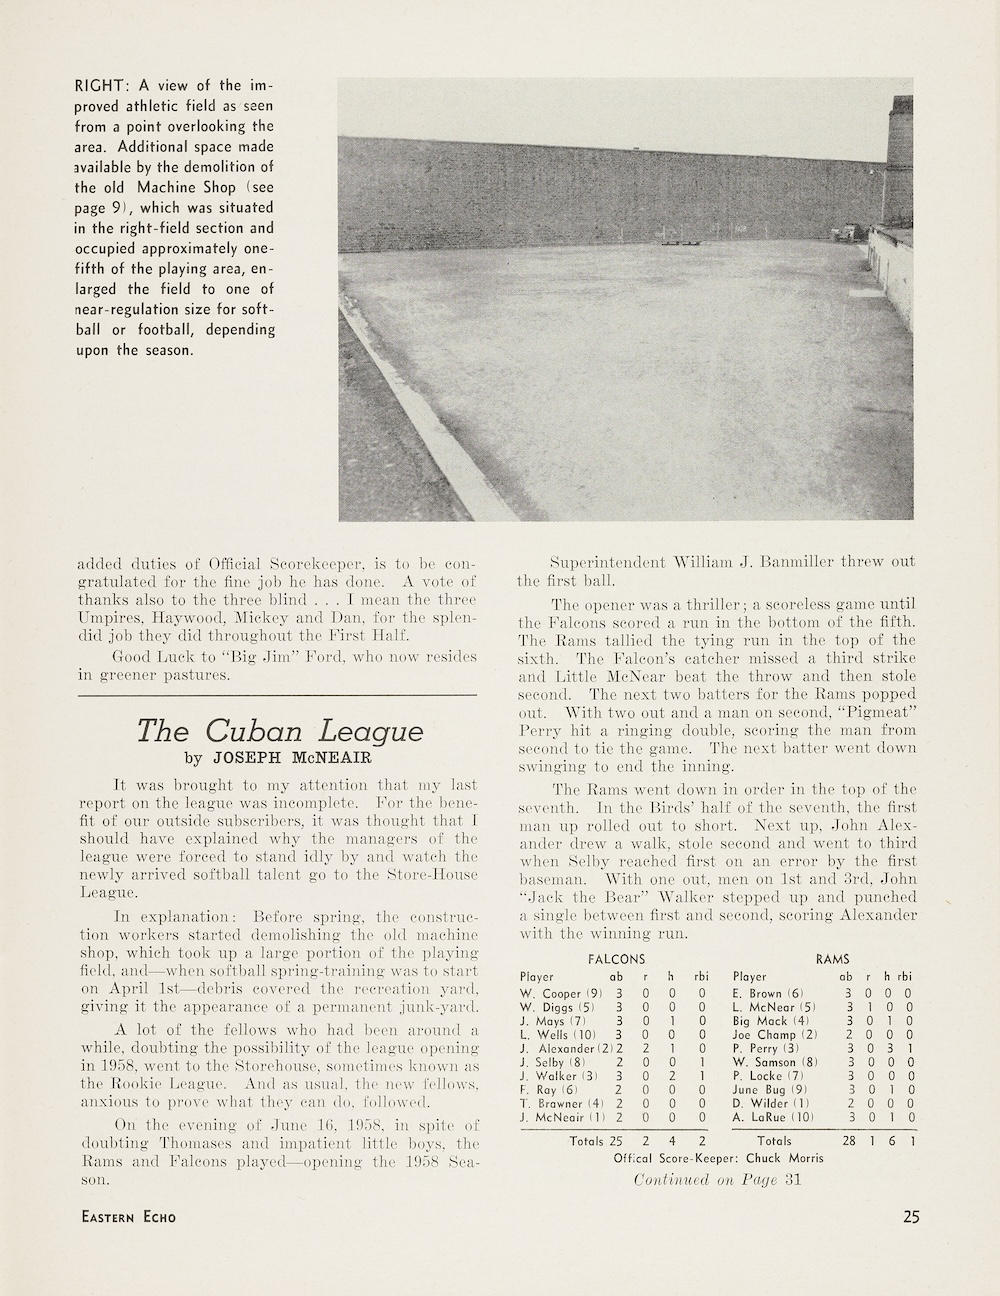 RIGHT: A view of the im-
proved athletic field as seen
from a point overlooking the
area. Additional space made
available by the demolition of
the old Machine Shop (see
page 9), which was situated
in the right-field section and
occupied approximately one-
fifth of the playing area, en-
larged the field to one of
near-regulation size for soft-
ball or football, depending
upon the season.
added duties of Official Scorekeeper, is to be con-
gratulated for the fine job he has done. A vote of
thanks also to the three blind . . . I mean the three
Umpires, Haywood, Mickey and Dan, for the splen-
did job they did throughout the First Half.
Good Luck to "Big Jim" Ford, who now resides
in greener pastures.
The Cuban League
by JOSEPH McNEAIR
It was brought to my attention that my last
report on the league was incomplete. For the bene-
fit of our outside subscribers, it was thought that I
should have explained why the managers of the
league were forced to stand idly by and watch the
newly arrived softball talent go to the Store-House
League.
In explanation: Before spring, the construc-
tion workers started demolishing the old machine
shop, which took up a large portion of the playing
field, and—when softball spring-training was to start
on April 1st—debris covered the recreation yard,
giving it the appearance of a permanent junk-yard.
A lot of the fellows who had been around a
while, doubting the possibility of the league opening
in 1958, went to the Storehouse, sometimes known as
the Rookie League. And as usual, the new fellows,
anxious to prove what they can do, followed.
On the evening of June 16, 1958, in spite of
doubting Thomases and impatient little boys, the
Rams and Falcons played—opening the 1958 Sea-
son.
Superintendent William J. Banmiller threw out
the first ball.
The opener was a thriller; a scoreless game until
the Falcons scored a run in the bottom of the fifth.
The Rams tallied the tying run in the top of the
sixth. The Falcon's catcher missed a third strike
and Little McNear beat the throw and then stole
second. The next two batters for the Rams popped
out. With two out and a man on second, "Pigmeat"
Perry hit a ringing double, scoring the man from
second to tie the game. The next batter went down
swinging to end the inning.
The Rams went down in order in the top of the
seventh. In the Birds' half of the seventh, the first
man up rolled out to short. Next up, John Alex-
ander drew a walk, stole second and went to third
when Selby reached first on an error by the first
baseman. With one out, men on 1st and 3rd, John
"Jack the Bear" Walker stepped up and punched
a single between first and second, scoring Alexander
with the winning run.
FALCONS
Player ab r h rbi
W. Cooper (9) 3 0 0 0
W. Diggs (5) 3 0 0 0
J. Mays (7) 3 0 1 0
L. Wells (10) 3 0 0 0
J. Alexander (2) 2 2 1 0
J. Selby (8) 2 0 0 1
J. Walker (3) 3 0 2 1
F. Ray (6) 2 0 0 0
T. Brawner (4) 2 0 0 0
J. McNeair (1) 2 0 0 0
Totals 25 2 4 2
RAMS
Player ab r h rbi
E. Brown (6) 3 0 0 0
L. McNear (5) 3 1 0 0
Big Mack (4) 3 0 1 0
Joe Champ (2) 2 0 0 0
P. Perry (3) 3 0 3 1
W. Samson (8) 3 0 0 0
P. Locke (7) 3 0 0 0
June Bug (9) 3 0 1 0
D. Wilder (1) 2 0 0 0
A. LaRue (10) 3 0 1 0
Totals 28 1 6 1
Offical Score-Keeper: Chuck Morris
Continued on Page 31
EASTERN ECHO
25